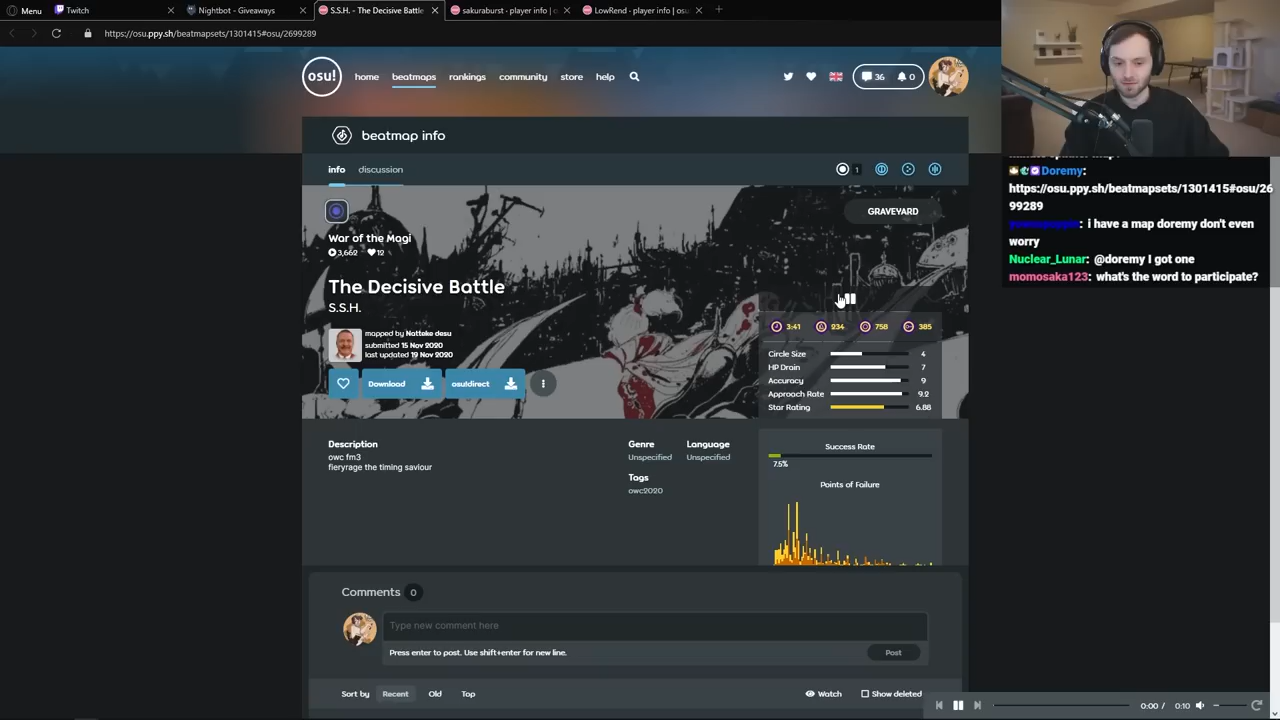 Menu
Twitch
Nightbot - Giveaways
S.S.H. - The Decisive Battle
sakuraburst - player info | o
LowRend - player info | osu
https://osu.ppy.sh/beatmapsets/1301415#osu/2699289
osu!
home
beatmaps
rankings
community
store
help
36
0
beatmap info
info
discussion
1
GRAVEYARD
War of the Magi
3,662
12
The Decisive Battle
S.S.H.
mapped by Natteke desu
submitted 15 Nov 2020
last updated 19 Nov 2020
Download
osu!direct
3:41
234
758
385
Circle Size 4
HP Drain 7
Accuracy 9
Approach Rate 9.2
Star Rating 6.88
Description
owc fm3
fieryrage the timing saviour
Genre
Unspecified
Language
Unspecified
Tags
owc2020
Success Rate
7.5%
Points of Failure
Comments 0
Type new comment here
Press enter to post. Use shift+enter for new line.
Post
Sort by
Recent
Old
Top
Watch
Show deleted
Doremy:
https://osu.ppy.sh/beatmapsets/1301415#osu/26
99289
i have a map doremy don't even
worry
Nuclear_Lunar: @doremy I got one
momosaka123: what's the word to participate?
0:00 / 0:10